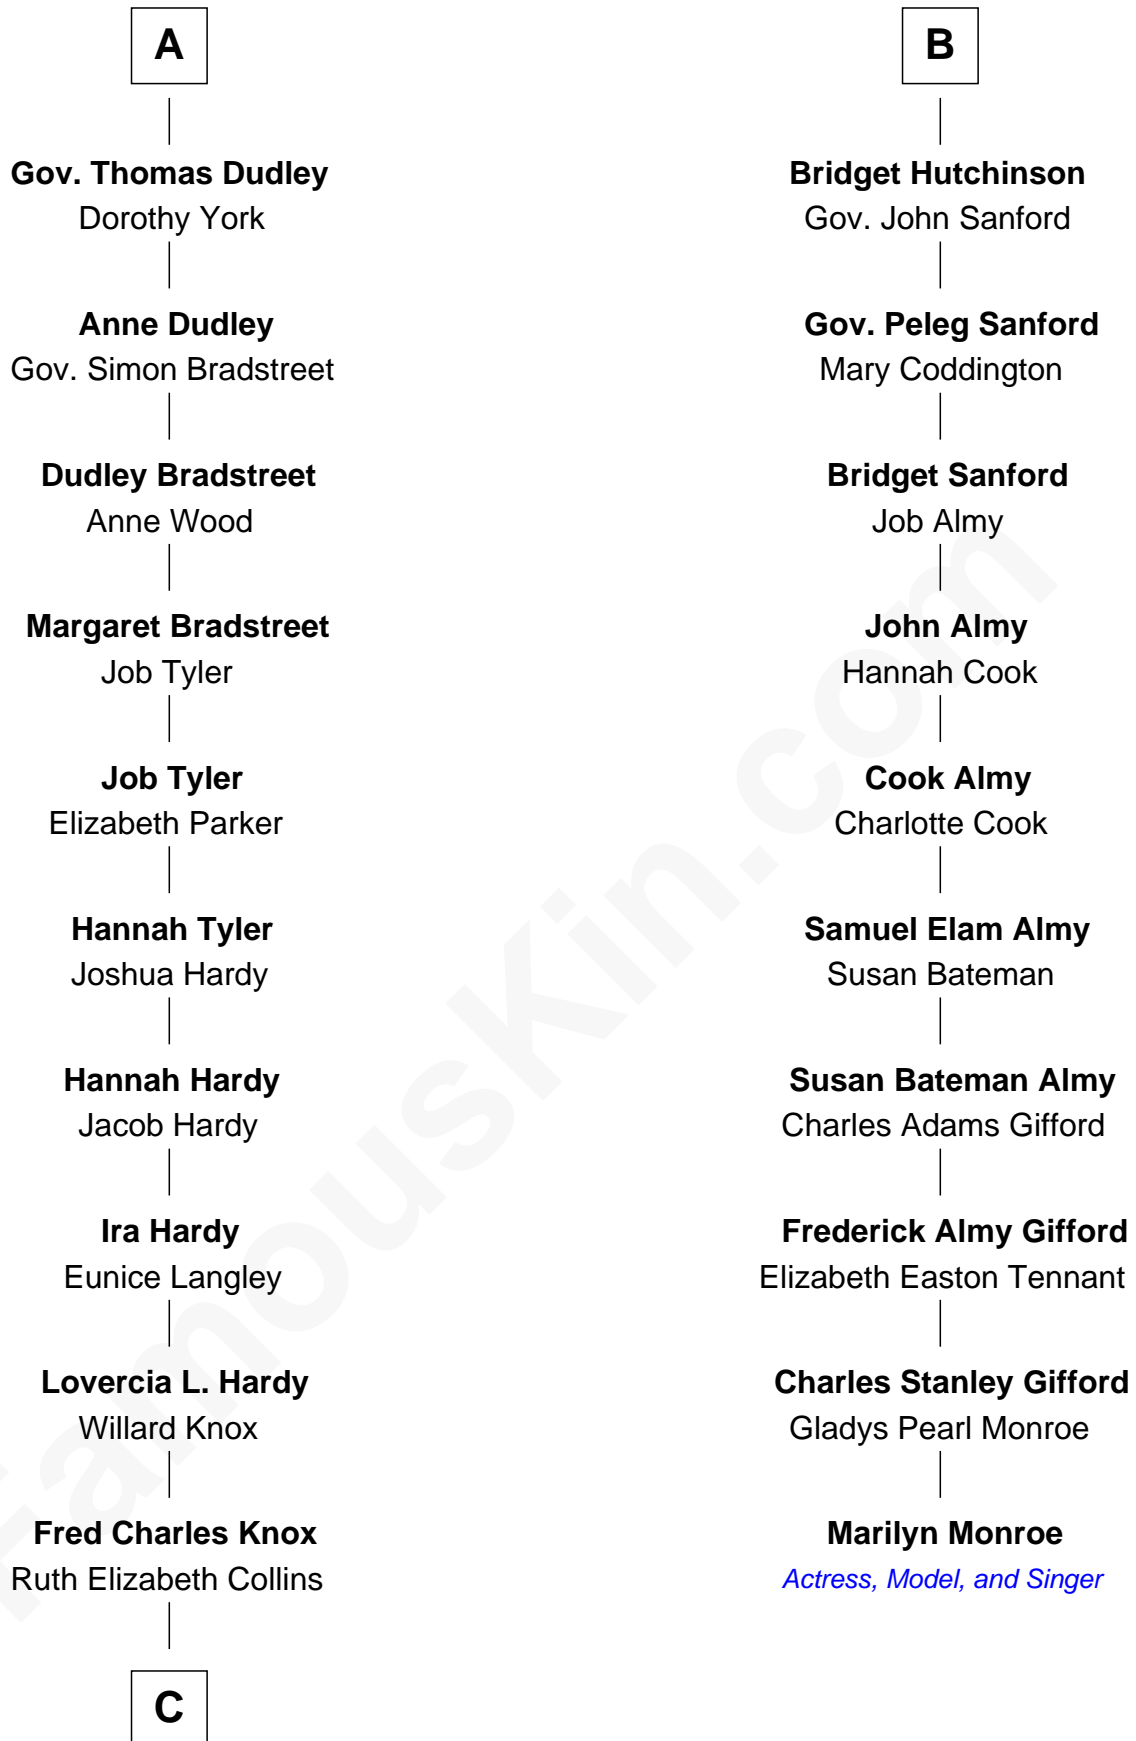 A
Gov. Thomas Dudley
Dorothy York
Anne Dudley
Gov. Simon Bradstreet
Dudley Bradstreet
Anne Wood
Margaret Bradstreet
Job Tyler
Job Tyler
Elizabeth Parker
Hannah Tyler
Joshua Hardy
Hannah Hardy
Jacob Hardy
Ira Hardy
Eunice Langley
Lovercia L. Hardy
Willard Knox
Fred Charles Knox
Ruth Elizabeth Collins
C
B
Bridget Hutchinson
Gov. John Sanford
Gov. Peleg Sanford
Mary Coddington
Bridget Sanford
Job Almy
John Almy
Hannah Cook
Cook Almy
Charlotte Cook
Samuel Elam Almy
Susan Bateman
Susan Bateman Almy
Charles Adams Gifford
Frederick Almy Gifford
Elizabeth Easton Tennant
Charles Stanley Gifford
Gladys Pearl Monroe
Marilyn Monroe
Actress, Model, and Singer
FamousKin.com